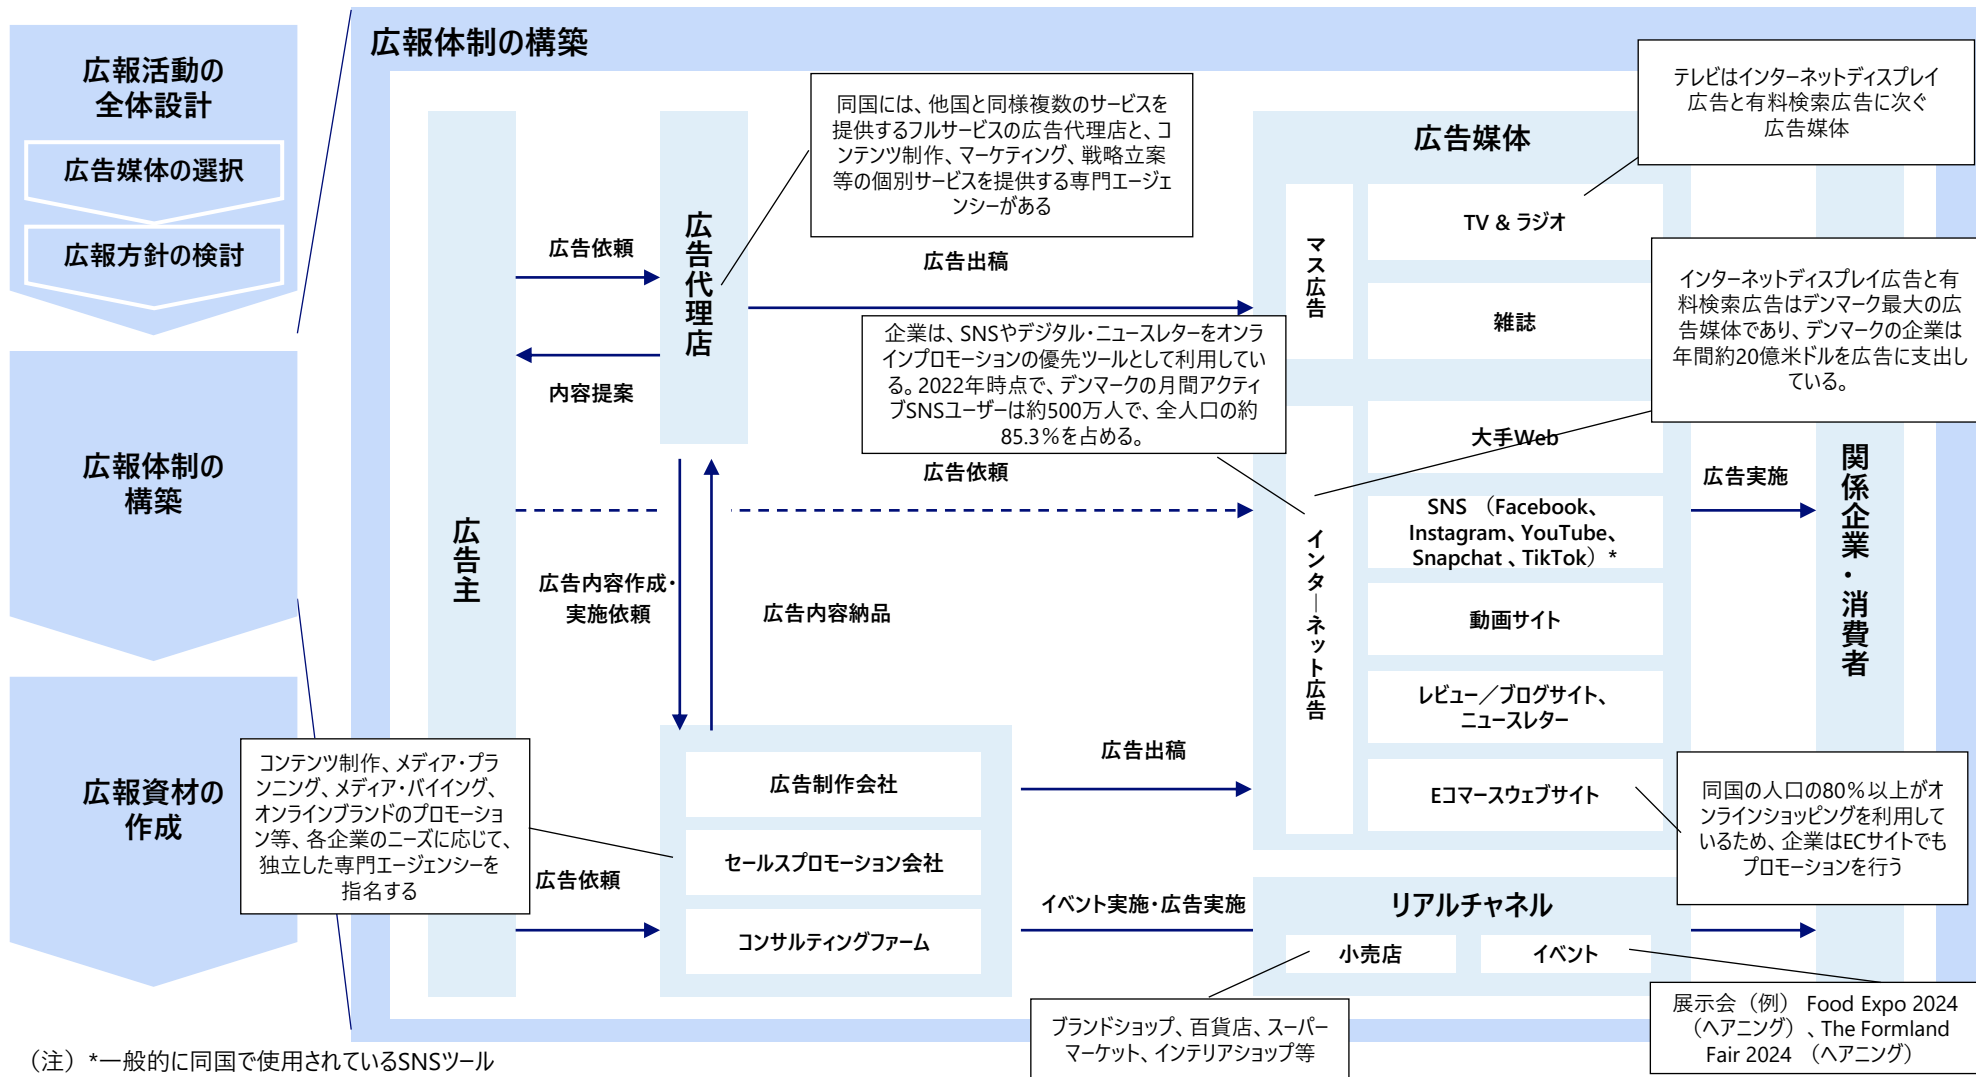 広報活動の
全体設計
広告媒体の選択
広報方針の検討
広報体制の
構築
広報資材の
作成
広報体制の構築
広告主
広告依頼
内容提案
広告代理店
同国には、他国と同様複数のサービスを
提供するフルサービスの広告代理店と、コ
ンテンツ制作、マーケティング、戦略立案
等の個別サービスを提供する専門エージェ
ンシーがある
広告出稿
企業は、SNSやデジタル・ニュースレターをオンラ
インプロモーションの優先ツールとして利用してい
る。2022年時点で、デンマークの月間アクティ
ブSNSユーザーは約500万人で、全人口の約
85.3%を占める。
広告依頼
広告内容作成・
実施依頼
広告内容納品
コンテンツ制作、メディア・プラ
ンニング、メディア・バイイング、
オンラインブランドのプロモーショ
ン等、各企業のニーズに応じて、
独立した専門エージェンシーを
指名する
広告依頼
広告制作会社
セールスプロモーション会社
コンサルティングファーム
広告出稿
イベント実施・広告実施
広告媒体
マス広告
TV & ラジオ
雑誌
インターネット広告
大手Web
SNS （Facebook、
Instagram、YouTube、
Snapchat 、TikTok）*
動画サイト
レビュー／ブログサイト、
ニュースレター
Eコマースウェブサイト
リアルチャネル
小売店
イベント
テレビはインターネットディスプレイ
広告と有料検索広告に次ぐ
広告媒体
インターネットディスプレイ広告と有
料検索広告はデンマーク最大の広
告媒体であり、デンマークの企業は
年間約20億米ドルを広告に支出し
ている。
広告実施
関係企業・消費者
同国の人口の80%以上がオ
ンラインショッピングを利用して
いるため、企業はECサイトでも
プロモーションを行う
ブランドショップ、百貨店、スーパー
マーケット、インテリアショップ等
展示会（例） Food Expo 2024
（ヘアニング）、The Formland
Fair 2024 （ヘアニング）
（注）*一般的に同国で使用されているSNSツール